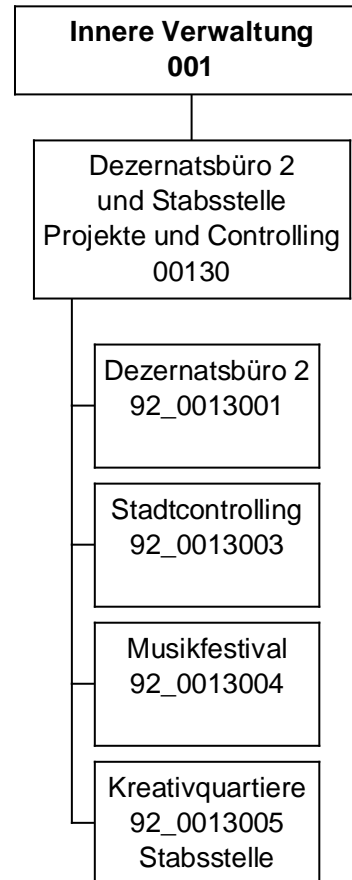 Innere Verwaltung
001
Dezernatsbüro 2
und Stabsstelle
Projekte und Controlling
00130
Dezernatsbüro 2
92_0013001
Stadtcontrolling
92_0013003
Musikfestival
92_0013004
Kreativquartiere
92_0013005
Stabsstelle